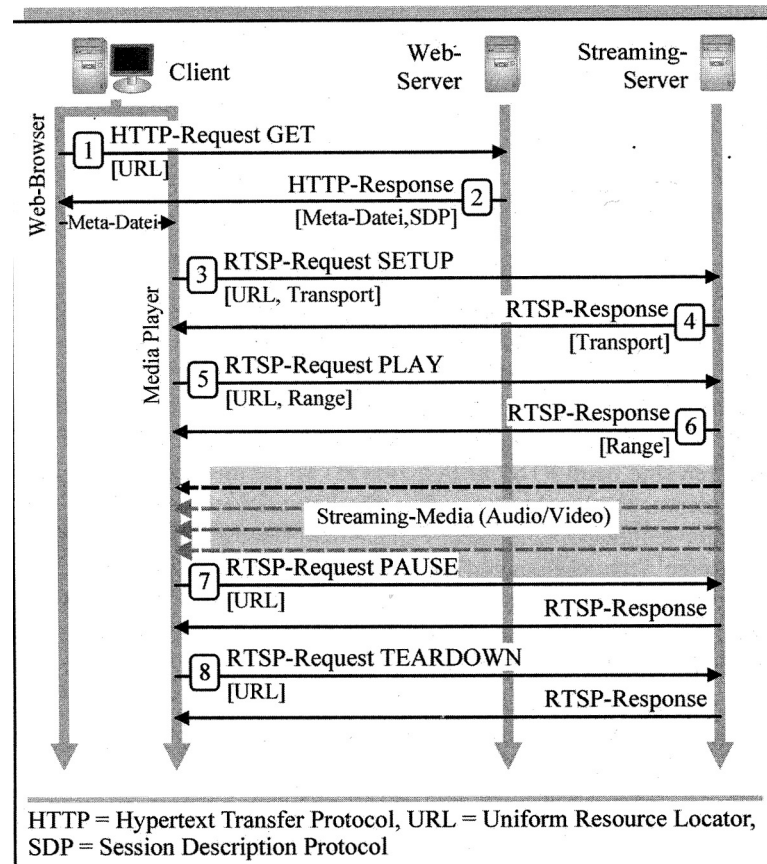 Client
Web-
Server
Streaming-
Server
Web-Browser
Media Player
1 HTTP-Request GET
[URL]
HTTP-Response 2
[Meta-Datei,SDP]
Meta-Datei
3 RTSP-Request SETUP
[URL, Transport]
RTSP-Response 4
[Transport]
5 RTSP-Request PLAY
[URL, Range]
RTSP-Response 6
[Range]
Streaming-Media (Audio/Video)
7 RTSP-Request PAUSE
[URL]
RTSP-Response
8 RTSP-Request TEARDOWN
[URL]
RTSP-Response
HTTP = Hypertext Transfer Protocol, URL = Uniform Resource Locator,
SDP = Session Description Protocol